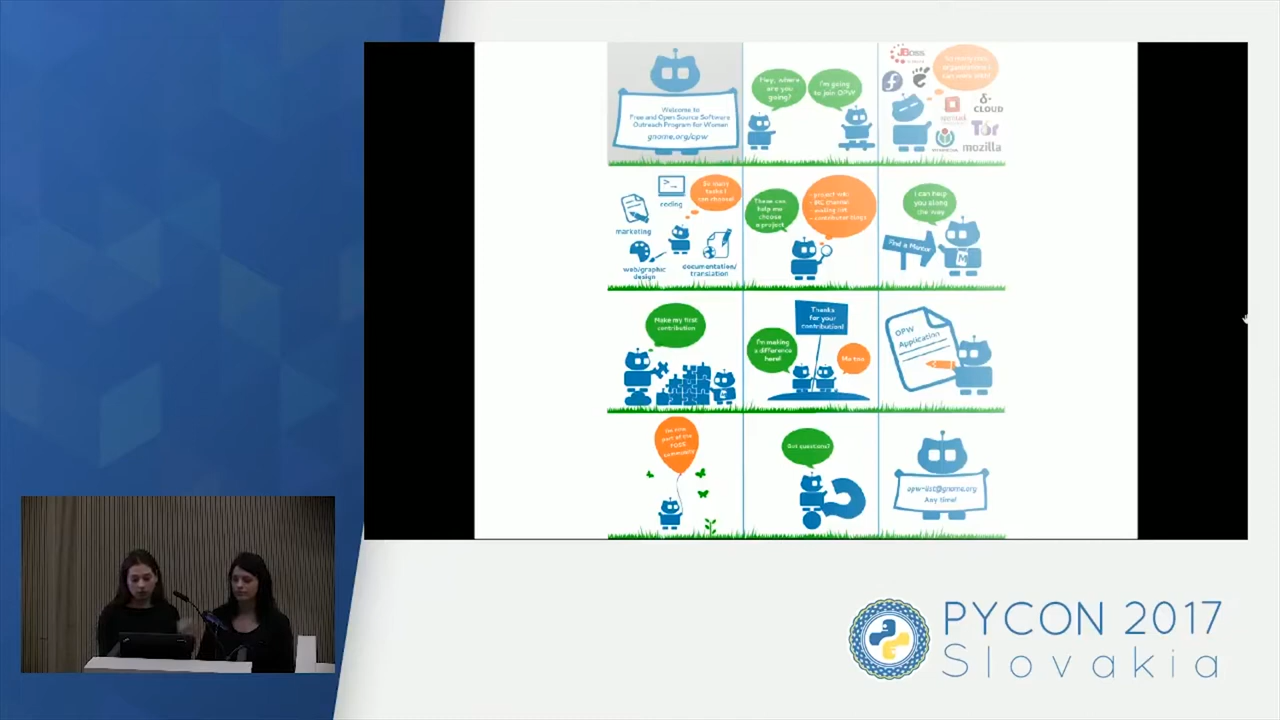 Welcome to
Free and Open Source Software
Outreach Program for Women
gnome.org/opw
Hey, where
are you
going?
I'm going
to join OPW
JBoss
So many cool
organizations I
can work with!
openstack
δ-
CLOUD
WIKIMEDIA
Tor
mozilla
>_
coding
So many
tasks I
can choose!
marketing
web/graphic
design
documentation/
translation
These can
help me
choose
a project
- project wiki
- IRC channel
- mailing list
- contributor blogs
I can help
you along
the way
Find a Mentor
M
Make my first
contribution
Thanks
for your
contribution!
I'm making
a difference
here!
Me too
OPW
Application
I'm now
part of the
FOSS
community
Got questions?
opw-list@gnome.org
Any time!
PYCON 2017
Slovakia